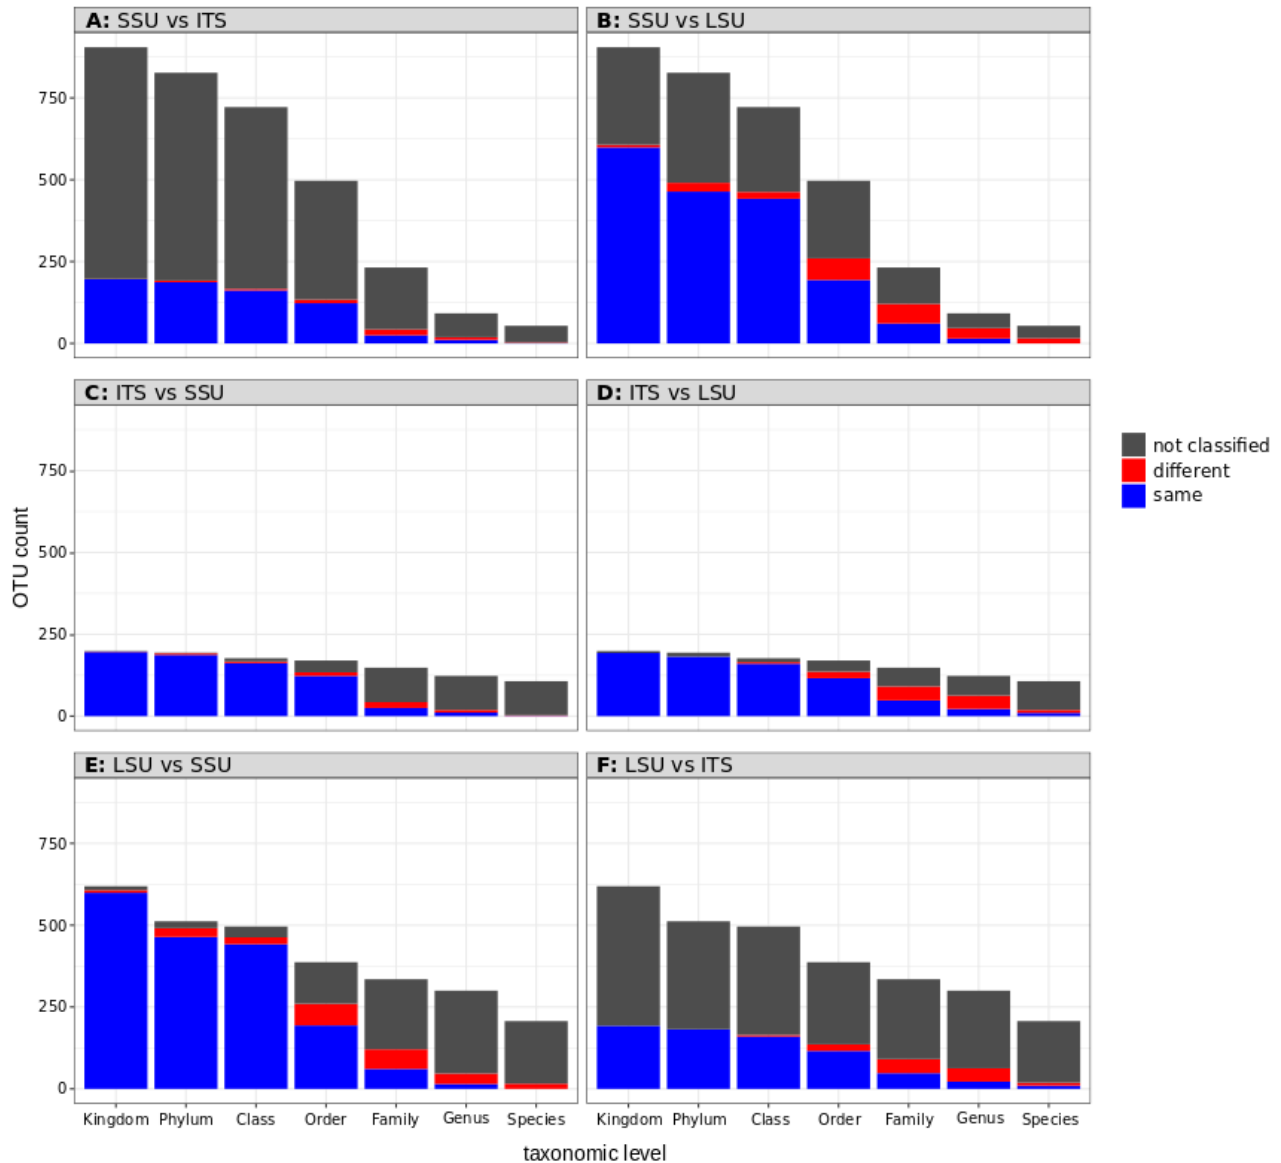 A: SSU vs ITS
B: SSU vs LSU
750
500
250
0
C: ITS vs SSU
D: ITS vs LSU
not classified
different
same
OTU count
750
500
250
0
E: LSU vs SSU
F: LSU vs ITS
750
500
250
0
Kingdom Phylum Class Order Family Genus Species
Kingdom Phylum Class Order Family Genus Species
taxonomic level